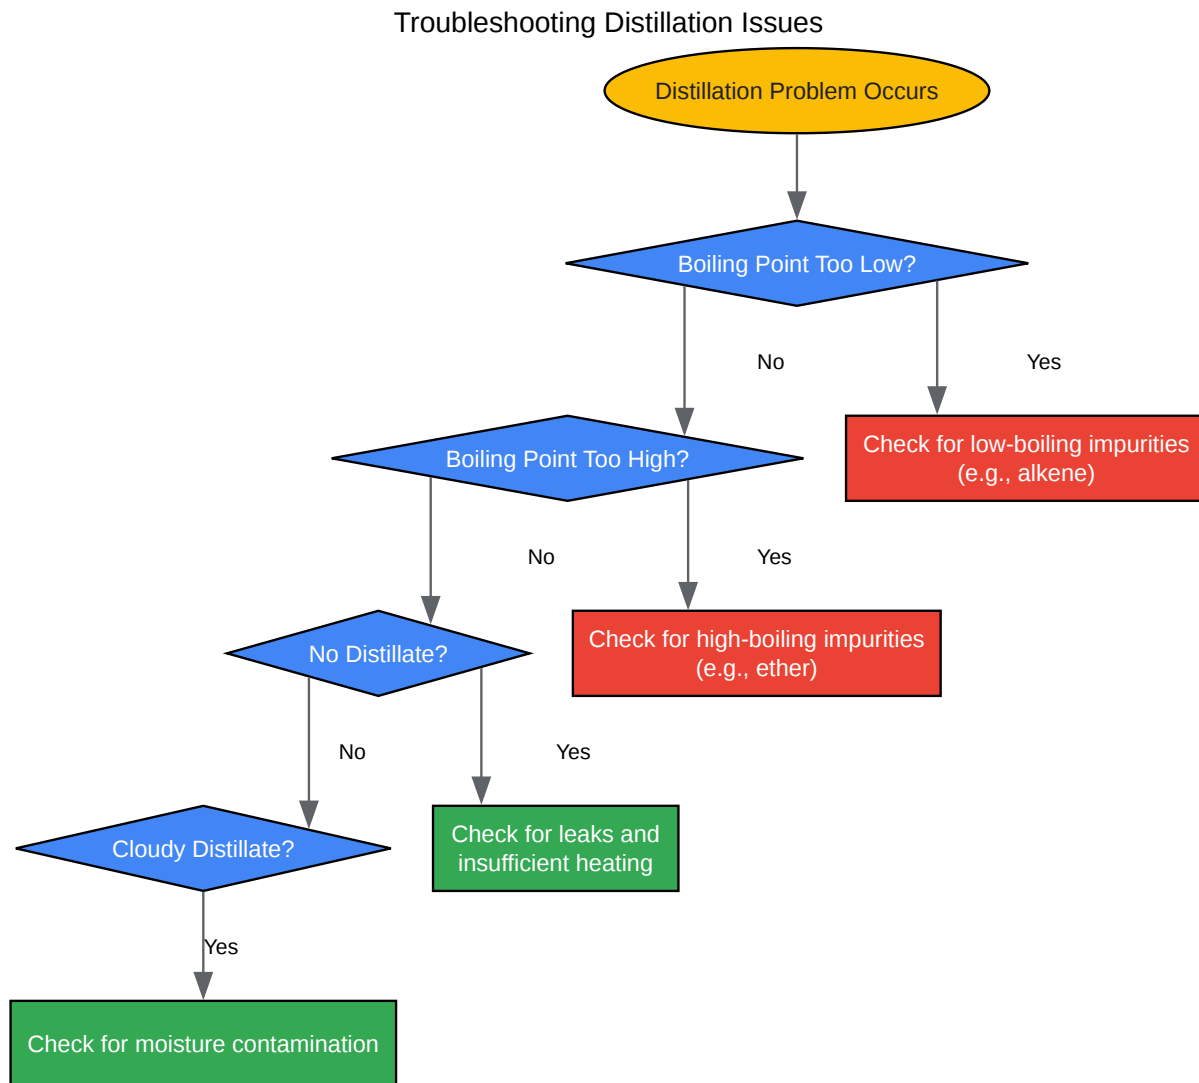 Troubleshooting Distillation Issues
Distillation Problem Occurs
Boiling Point Too Low?
No
Yes
Check for low-boiling impurities
(e.g., alkene)
Boiling Point Too High?
No
Yes
Check for high-boiling impurities
(e.g., ether)
No Distillate?
No
Yes
Check for leaks and
insufficient heating
Cloudy Distillate?
Yes
Check for moisture contamination